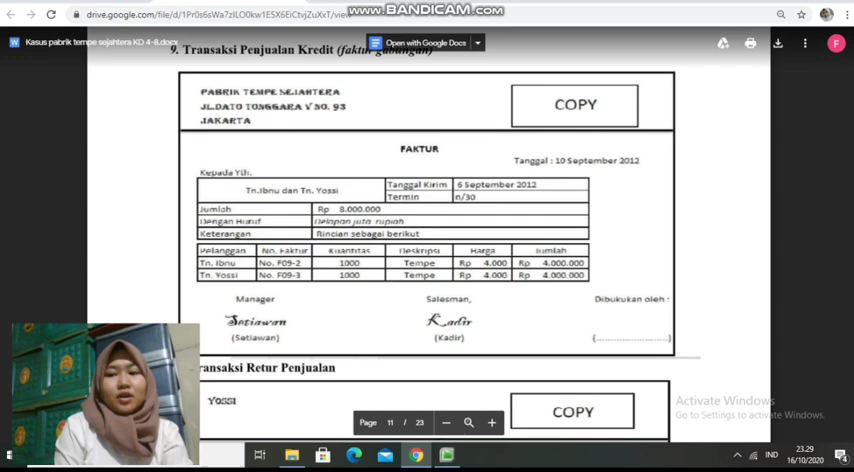 www.BANDICAM.com
drive.google.com/file/d/1Pr0s6sWa7zILO0kw1E5X6EiCtvjZuXxT/view
Kasus pabrik tempe sejahtera KD 4-8.docx
Open with Google Docs
F
9. Transaksi Penjualan Kredit (faktur gabungan)
PABRIK TEMPE SEJAHTERA
JL.DATO TONGGARA V NO. 93
JAKARTA
COPY
FAKTUR
Tanggal : 10 September 2012
Kepada Yth.
Tn.Ibnu dan Tn. Yossi
Tanggal Kirim 6 September 2012
Termin n/30
Jumlah Rp 8.000.000
Dengan Huruf Delapan juta rupiah
Keterangan Rincian sebagai berikut
Pelanggan No. Faktur Kuantitas Deskripsi Harga Jumlah
Tn. Ibnu No. F09-2 1000 Tempe Rp 4.000 Rp 4.000.000
Tn. Yossi No. F09-3 1000 Tempe Rp 4.000 Rp 4.000.000
Manager Salesman, Dibukukan oleh :
Setiawan Kadir
(Setiawan) (Kadir) (........................)
ransaksi Retur Penjualan
YOSSI
COPY
Page 11 / 23
Activate Windows
Go to Settings to activate Windows.
IND
23.29
16/10/2020
4